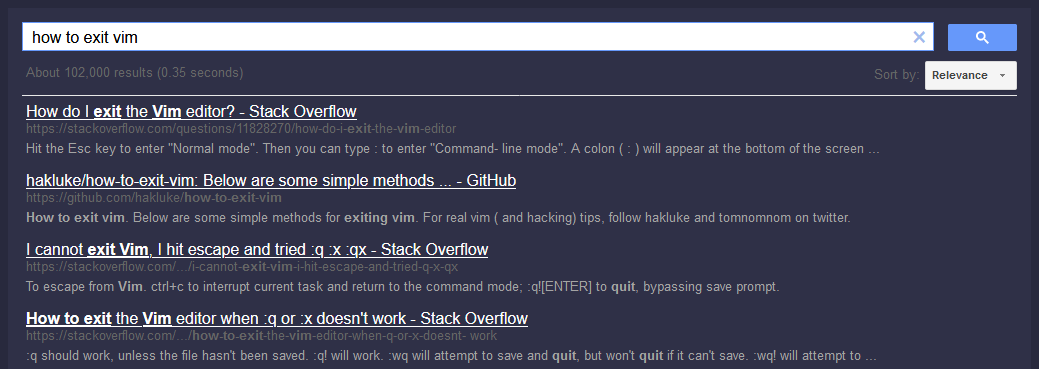 how to exit vim
About 102,000 results (0.35 seconds)
Sort by: Relevance
How do I exit the Vim editor? - Stack Overflow
https://stackoverflow.com/questions/11828270/how-do-i-exit-the-vim-editor
Hit the Esc key to enter "Normal mode". Then you can type : to enter "Command- line mode". A colon ( : ) will appear at the bottom of the screen ...
hakluke/how-to-exit-vim: Below are some simple methods ... - GitHub
https://github.com/hakluke/how-to-exit-vim
How to exit vim. Below are some simple methods for exiting vim. For real vim ( and hacking) tips, follow hakluke and tomnomnom on twitter.
I cannot exit Vim, I hit escape and tried :q :x :qx - Stack Overflow
https://stackoverflow.com/.../i-cannot-exit-vim-i-hit-escape-and-tried-q-x-qx
To escape from Vim. ctrl+c to interrupt current task and return to the command mode; :q![ENTER] to quit, bypassing save prompt.
How to exit the Vim editor when :q or :x doesn't work - Stack Overflow
https://stackoverflow.com/.../how-to-exit-the-vim-editor-when-q-or-x-doesnt- work
:q should work, unless the file hasn't been saved. :q! will work. :wq will attempt to save and quit, but won't quit if it can't save. :wq! will attempt to ...